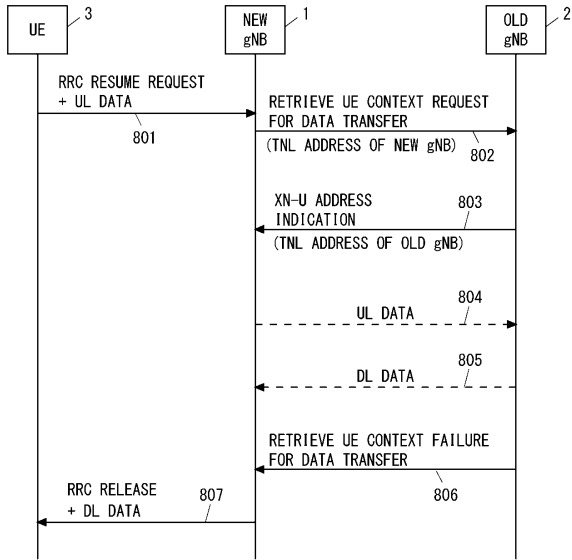 UE
3
NEW
gNB
1
OLD
gNB
2
RRC RESUME REQUEST
+ UL DATA
801
RETRIEVE UE CONTEXT REQUEST
FOR DATA TRANSFER
(TNL ADDRESS OF NEW gNB)
802
XN-U ADDRESS
INDICATION
803
(TNL ADDRESS OF OLD gNB)
UL DATA
804
DL DATA
805
RETRIEVE UE CONTEXT FAILURE
FOR DATA TRANSFER
806
RRC RELEASE
+ DL DATA
807